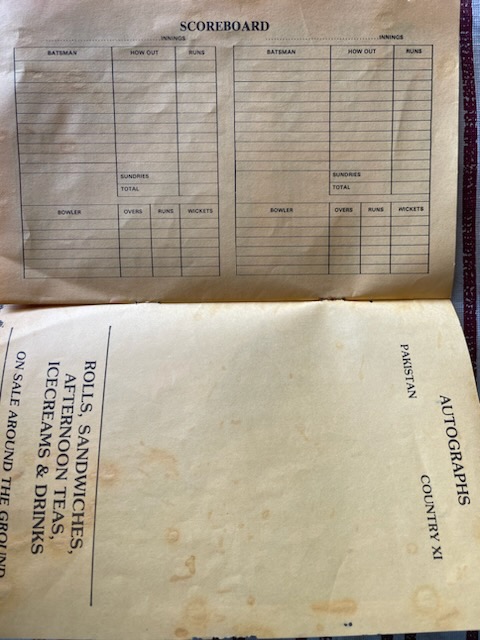 SCOREBOARD
INNINGS INNINGS
BATSMAN HOW OUT RUNS BATSMAN HOW OUT RUNS
SUNDRIES SUNDRIES
TOTAL TOTAL
BOWLER OVERS RUNS WICKETS BOWLER OVERS RUNS WICKETS
AUTOGRAPHS
PAKISTAN COUNTRY XI
ROLLS, SANDWICHES,
AFTERNOON TEAS,
ICECREAMS & DRINKS
ON SALE AROUND THE GROUND